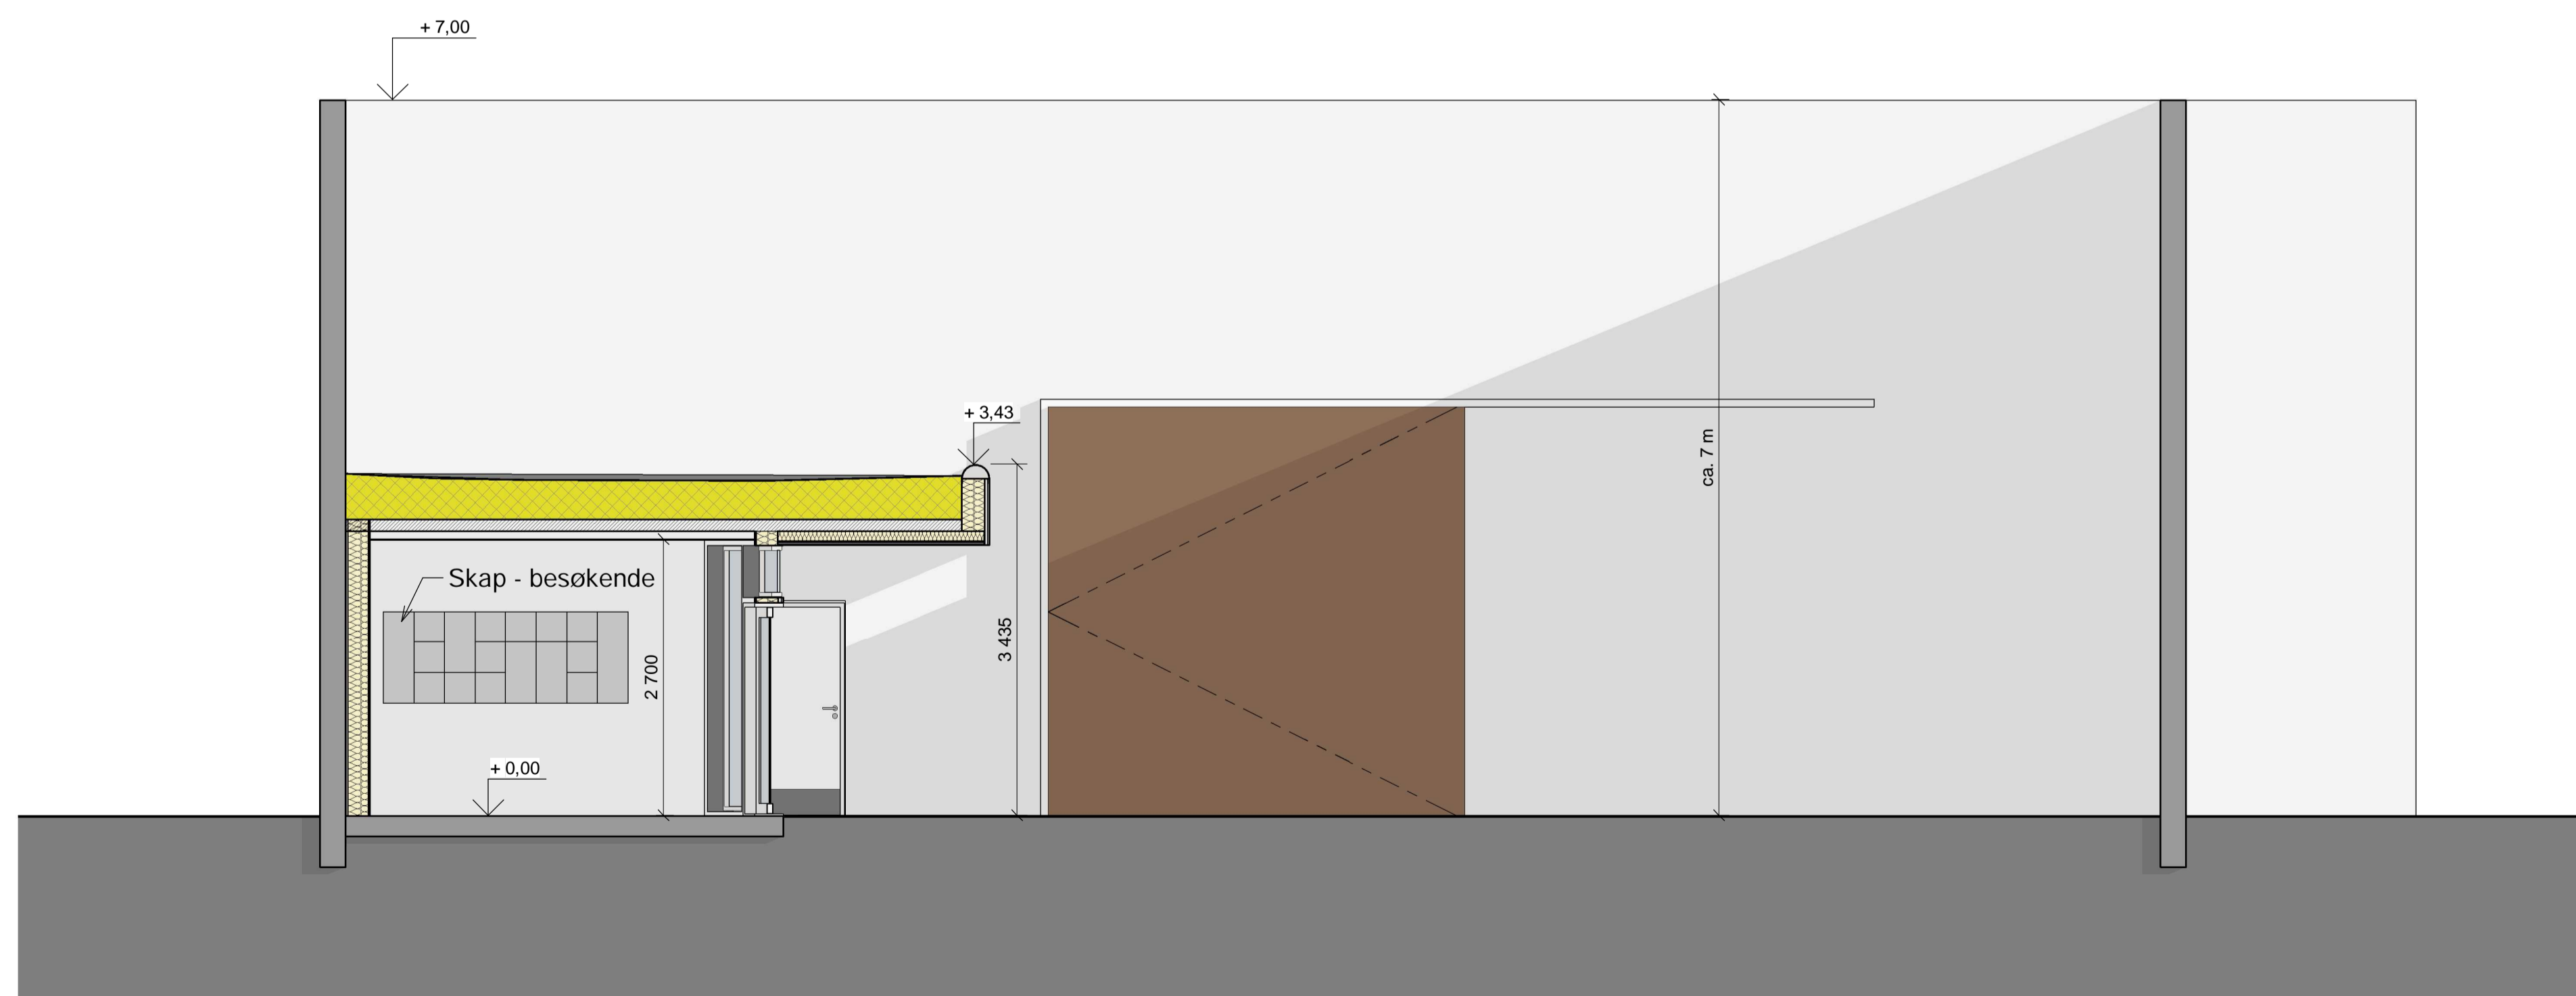 + 7,00
+ 3,43
ca. 7 m
Skap - besøkende
3 435
2 700
+ 0,00